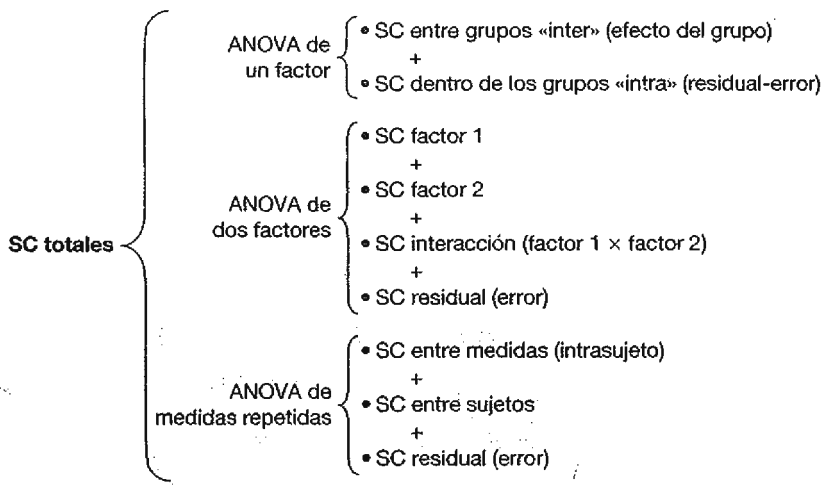 ANOVA de
un factor
• SC entre grupos «inter» (efecto del grupo)
+
• SC dentro de los grupos «intra» (residual-error)
SC totales
ANOVA de
dos factores
• SC factor 1
+
• SC factor 2
+
• SC interacción (factor 1 × factor 2)
+
• SC residual (error)
ANOVA de
medidas repetidas
• SC entre medidas (intrasujeto)
+
• SC entre sujetos
+
• SC residual (error)